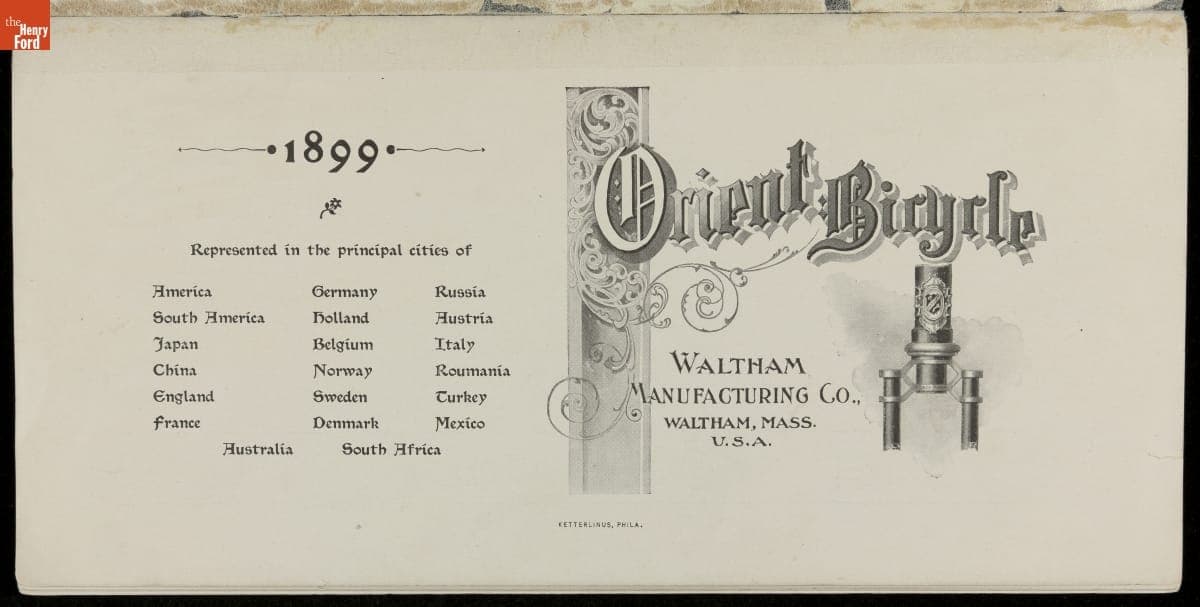 the
Henry
Ford
1899
Represented in the principal cities of
America Germany Russia
South America Holland Austria
Japan Belgium Italy
China Norway Roumania
England Sweden Turkey
France Denmark Mexico
Australia South Africa
Orient Bicycle
WALTHAM
MANUFACTURING CO.,
WALTHAM, MASS.
U.S.A.
KETTERLINUS, PHILA.